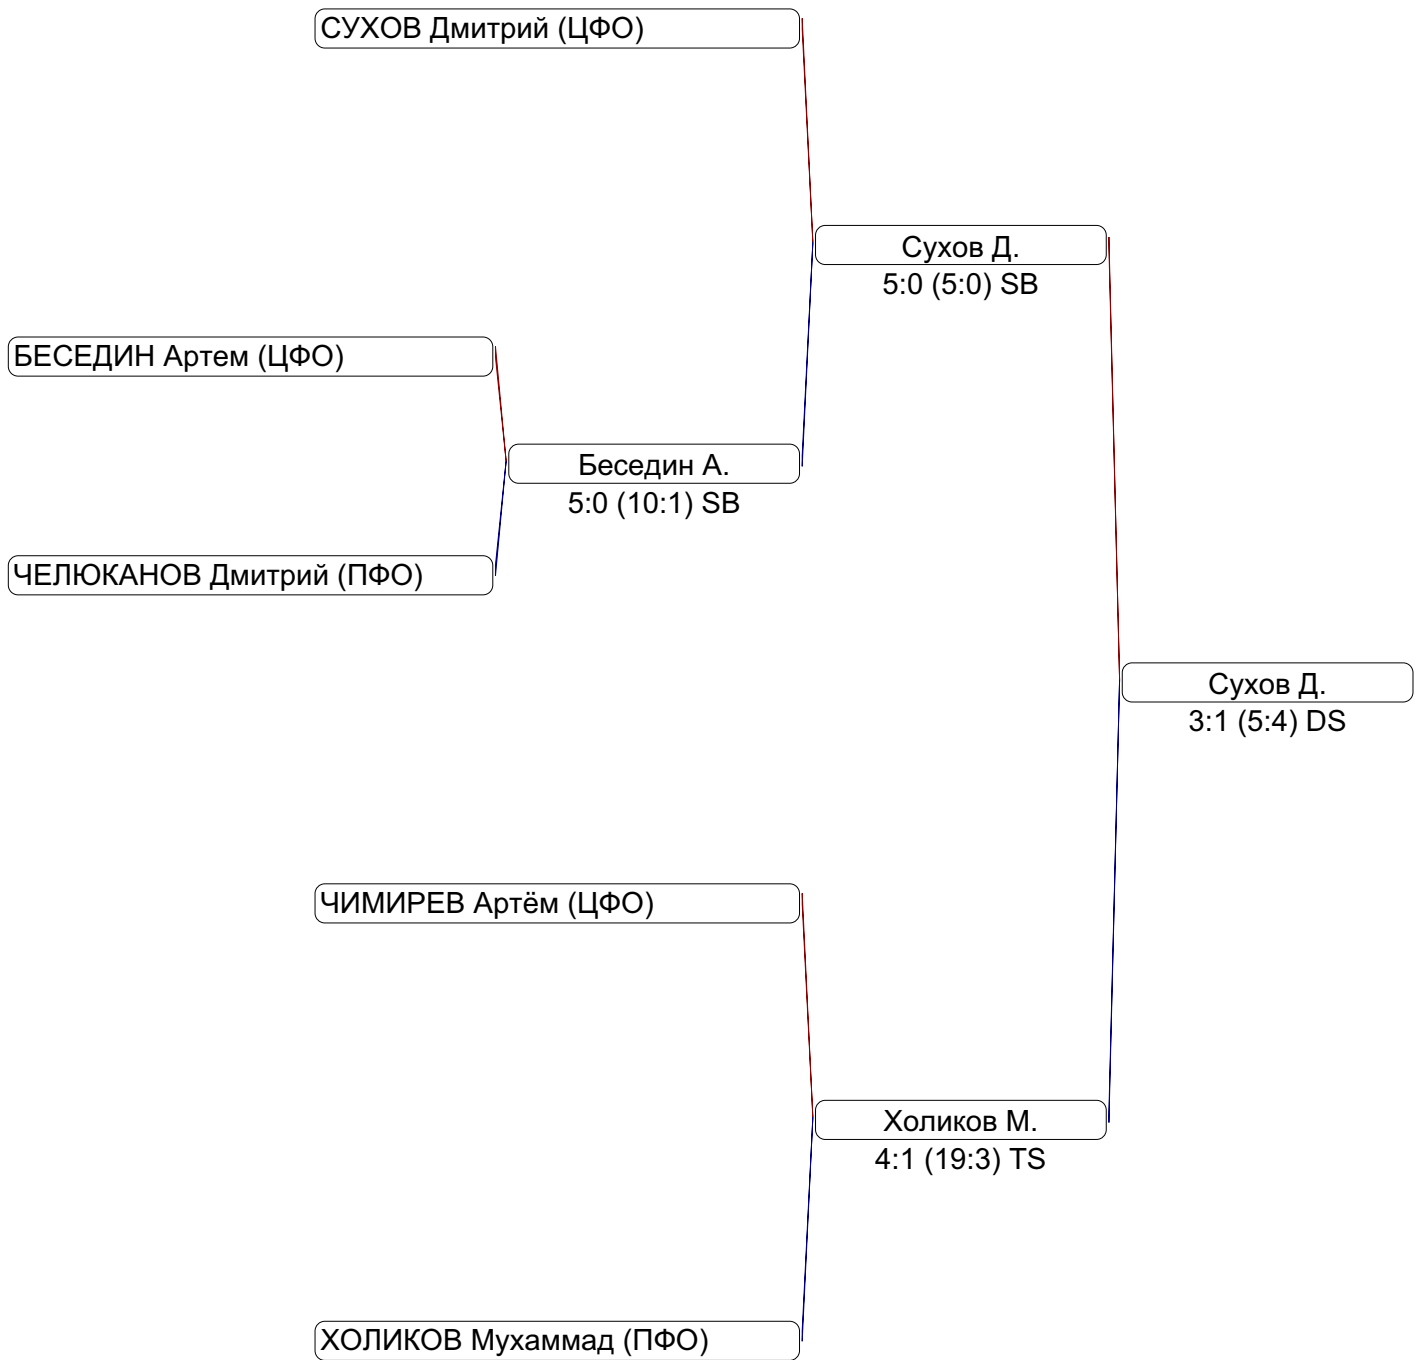 СУХОВ Дмитрий (ЦФО)
Сухов Д.
5:0 (5:0) SB
БЕСЕДИН Артем (ЦФО)
Беседин А.
5:0 (10:1) SB
ЧЕЛЮКАНОВ Дмитрий (ПФО)
Сухов Д.
3:1 (5:4) DS
ЧИМИРЕВ Артём (ЦФО)
Холиков М.
4:1 (19:3) TS
ХОЛИКОВ Мухаммад (ПФО)